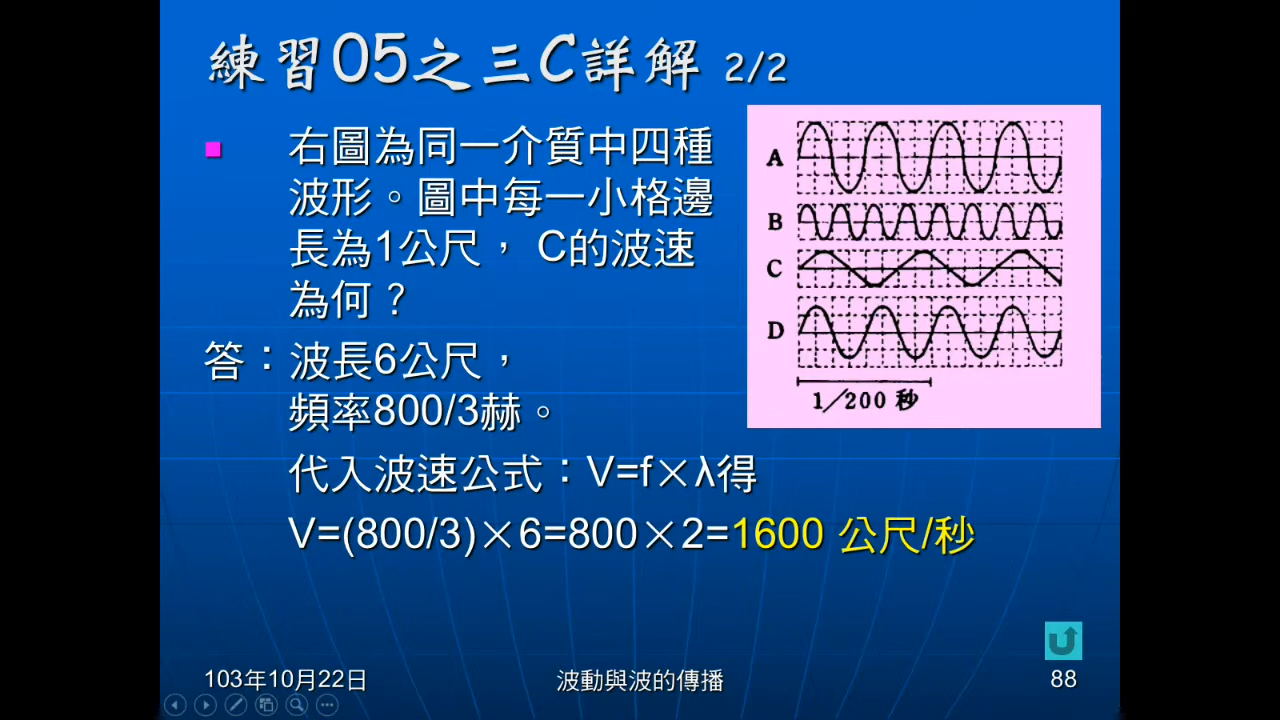 練習05之三C詳解 2/2
右圖為同一介質中四種
波形。圖中每一小格邊
長為1公尺， C的波速
為何？
答：波長6公尺，
頻率800/3赫。
代入波速公式：V=f×λ得
V=(800/3)×6=800×2=1600 公尺/秒
A
B
C
D
1/200 秒
103年10月22日
波動與波的傳播
88